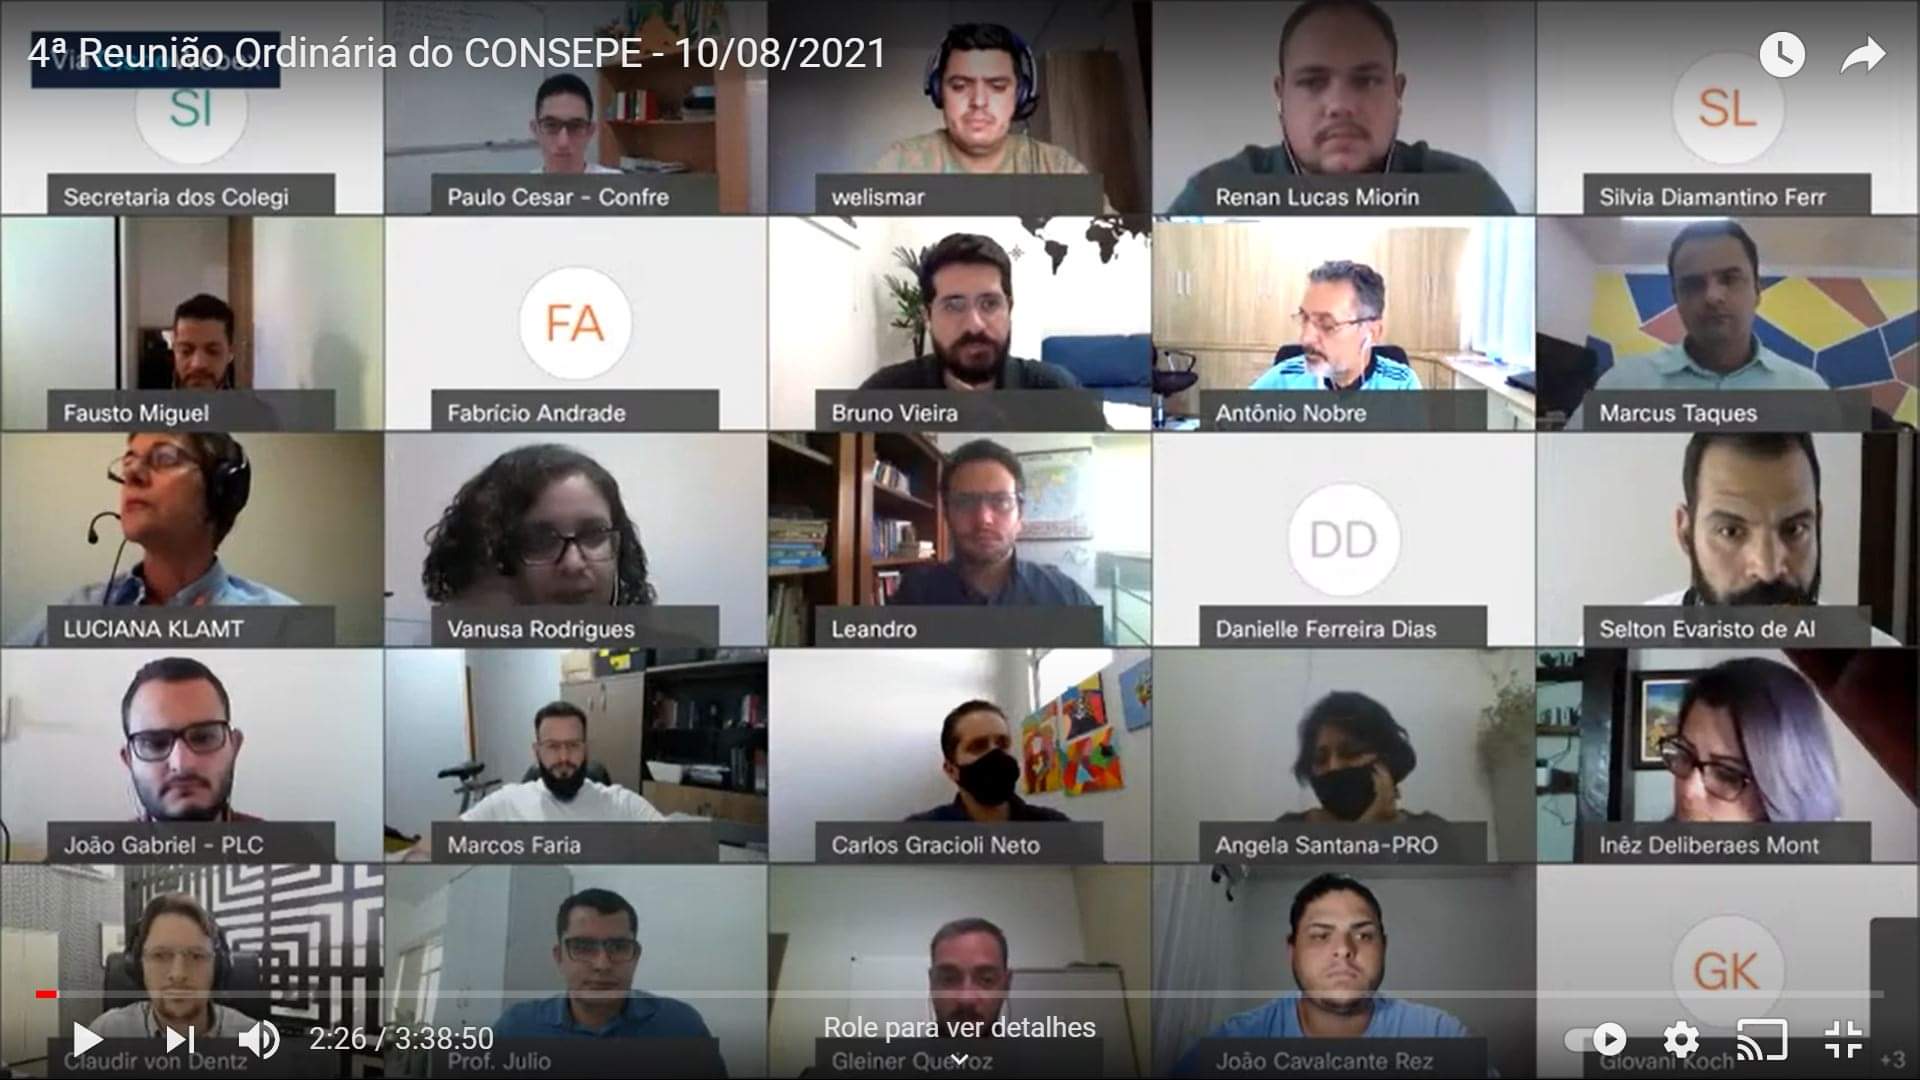 4ª Reunião Ordinária do CONSEPE - 10/08/2021
Via
SI
SL
Secretaria dos Colegi
Paulo Cesar - Confre
welismar
Renan Lucas Miorin
Silvia Diamantino Ferr
FA
Fausto Miguel
Fabrício Andrade
Bruno Vieira
Antônio Nobre
Marcus Taques
DD
LUCIANA KLAMT
Vanusa Rodrigues
Leandro
Danielle Ferreira Dias
Selton Evaristo de Al
João Gabriel - PLC
Marcos Faria
Carlos Gracioli Neto
Angela Santana-PRO
Inêz Deliberaes Mont
GK
2:26 / 3:38:50
Role para ver detalhes
Claudir von Dentz
Prof. Julio
Gleiner Queiroz
João Cavalcante Rez
Giovani Koch
+3